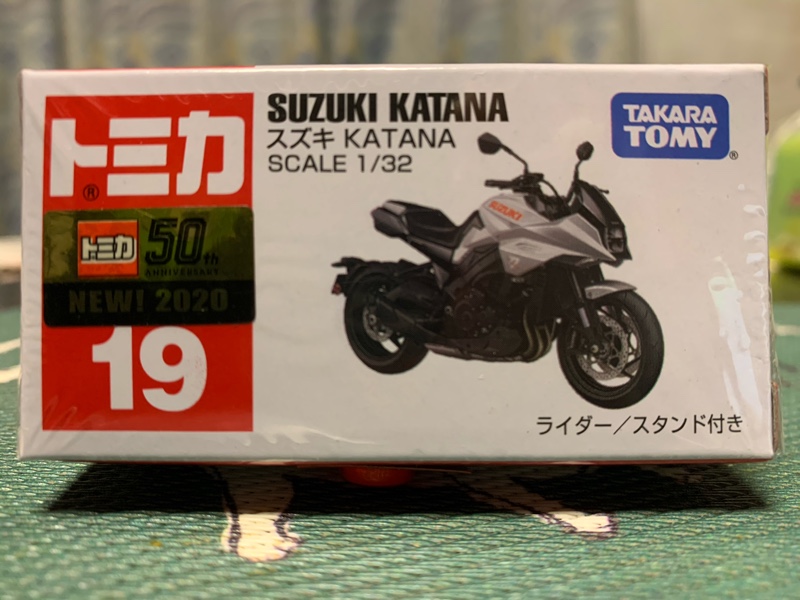 トミカ®
トミカ 50th
ANNIVERSARY
NEW! 2020
19
SUZUKI KATANA
スズキ KATANA
SCALE 1/32
TAKARA
TOMY®
SUZUKI
ライダー／スタンド付き